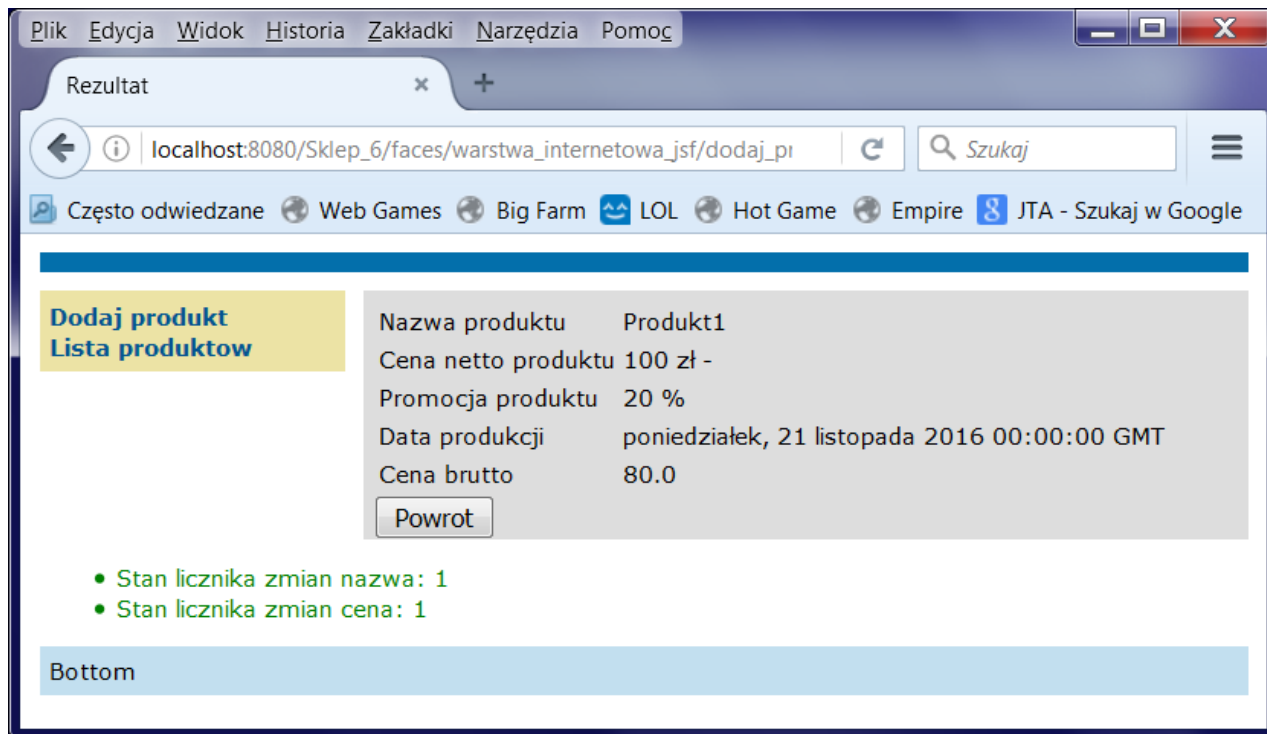 Plik Edycja Widok Historia Zakładki Narzędzia Pomoc
Rezultat
localhost:8080/Sklep_6/faces/warstwa_internetowa_jsf/dodaj_pr
Szukaj
Często odwiedzane Web Games Big Farm LOL Hot Game Empire 8 JTA - Szukaj w Google
Dodaj produkt
Lista produktow
Nazwa produktu Produkt1
Cena netto produktu 100 zł -
Promocja produktu 20 %
Data produkcji poniedziałek, 21 listopada 2016 00:00:00 GMT
Cena brutto 80.0
Powrot
• Stan licznika zmian nazwa: 1
• Stan licznika zmian cena: 1
Bottom